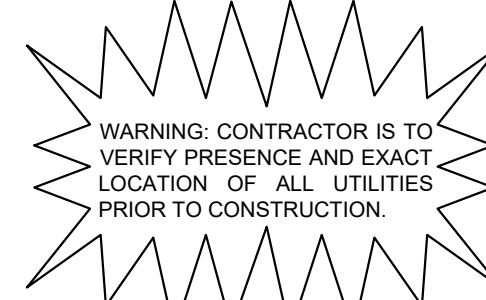 WARNING: CONTRACTOR IS TO
VERIFY PRESENCE AND EXACT
LOCATION OF ALL UTILITIES
PRIOR TO CONSTRUCTION.